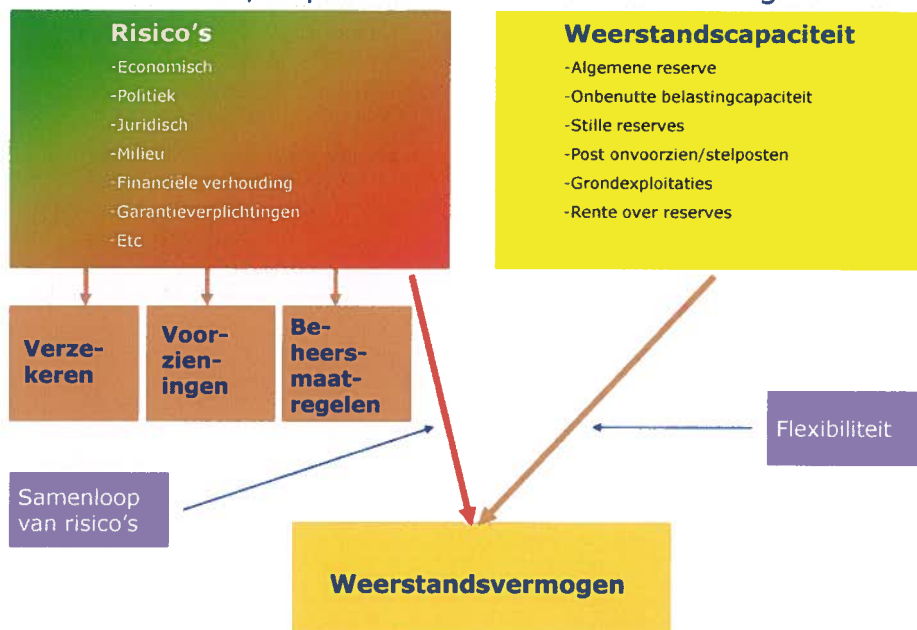 Risico's
-Economisch
-Politiek
-Juridisch
-Milieu
-Financiële verhouding
-Garantieverplichtingen
-Etc
Weerstandscapaciteit
-Algemene reserve
-Onbenutte belastingcapaciteit
-Stille reserves
-Post onvoorzien/stelposten
-Grondexploitaties
-Rente over reserves
Verze-
keren
Voor-
zien-
ingen
Be-
heers-
maat-
regelen
Flexibiliteit
Samenloop
van risico's
Weerstandsvermogen